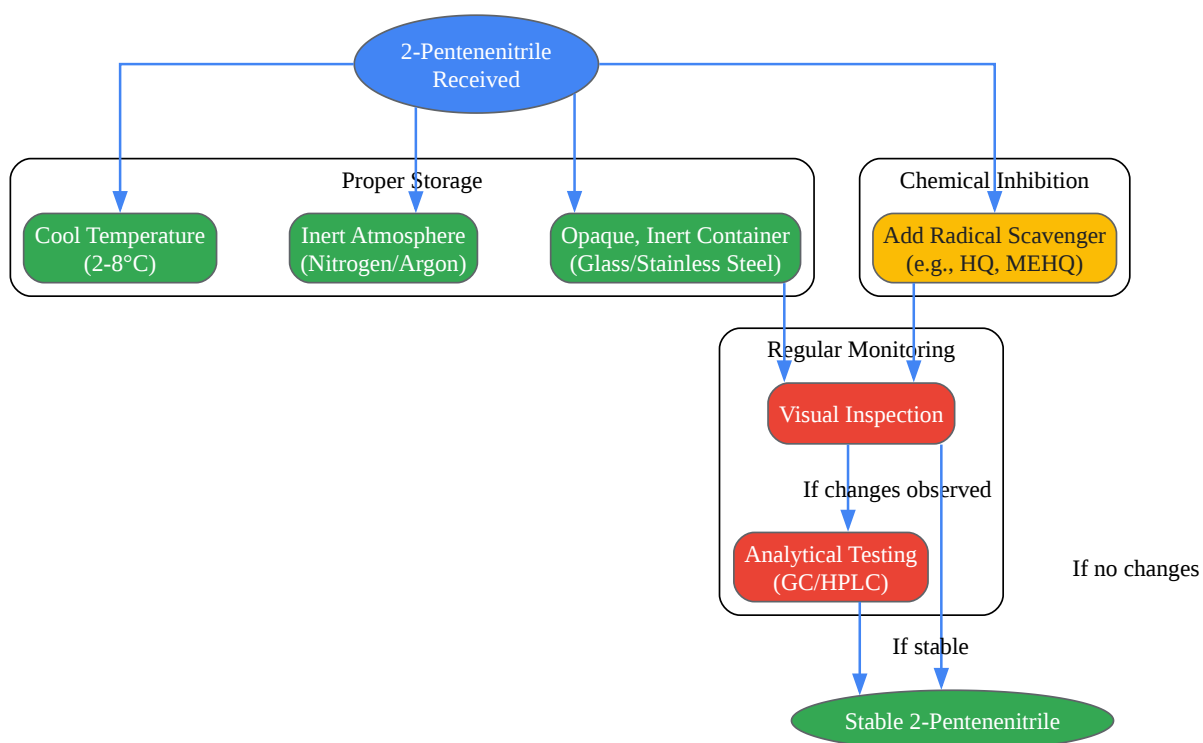 2-Pentenenitrile
Received
Proper Storage
Chemical Inhibition
Cool Temperature
(2-8°C)
Inert Atmosphere
(Nitrogen/Argon)
Opaque, Inert Container
(Glass/Stainless Steel)
Add Radical Scavenger
(e.g., HQ, MEHQ)
Regular Monitoring
Visual Inspection
If changes observed
Analytical Testing
(GC/HPLC)
If no changes
If stable
Stable 2-Pentenenitrile